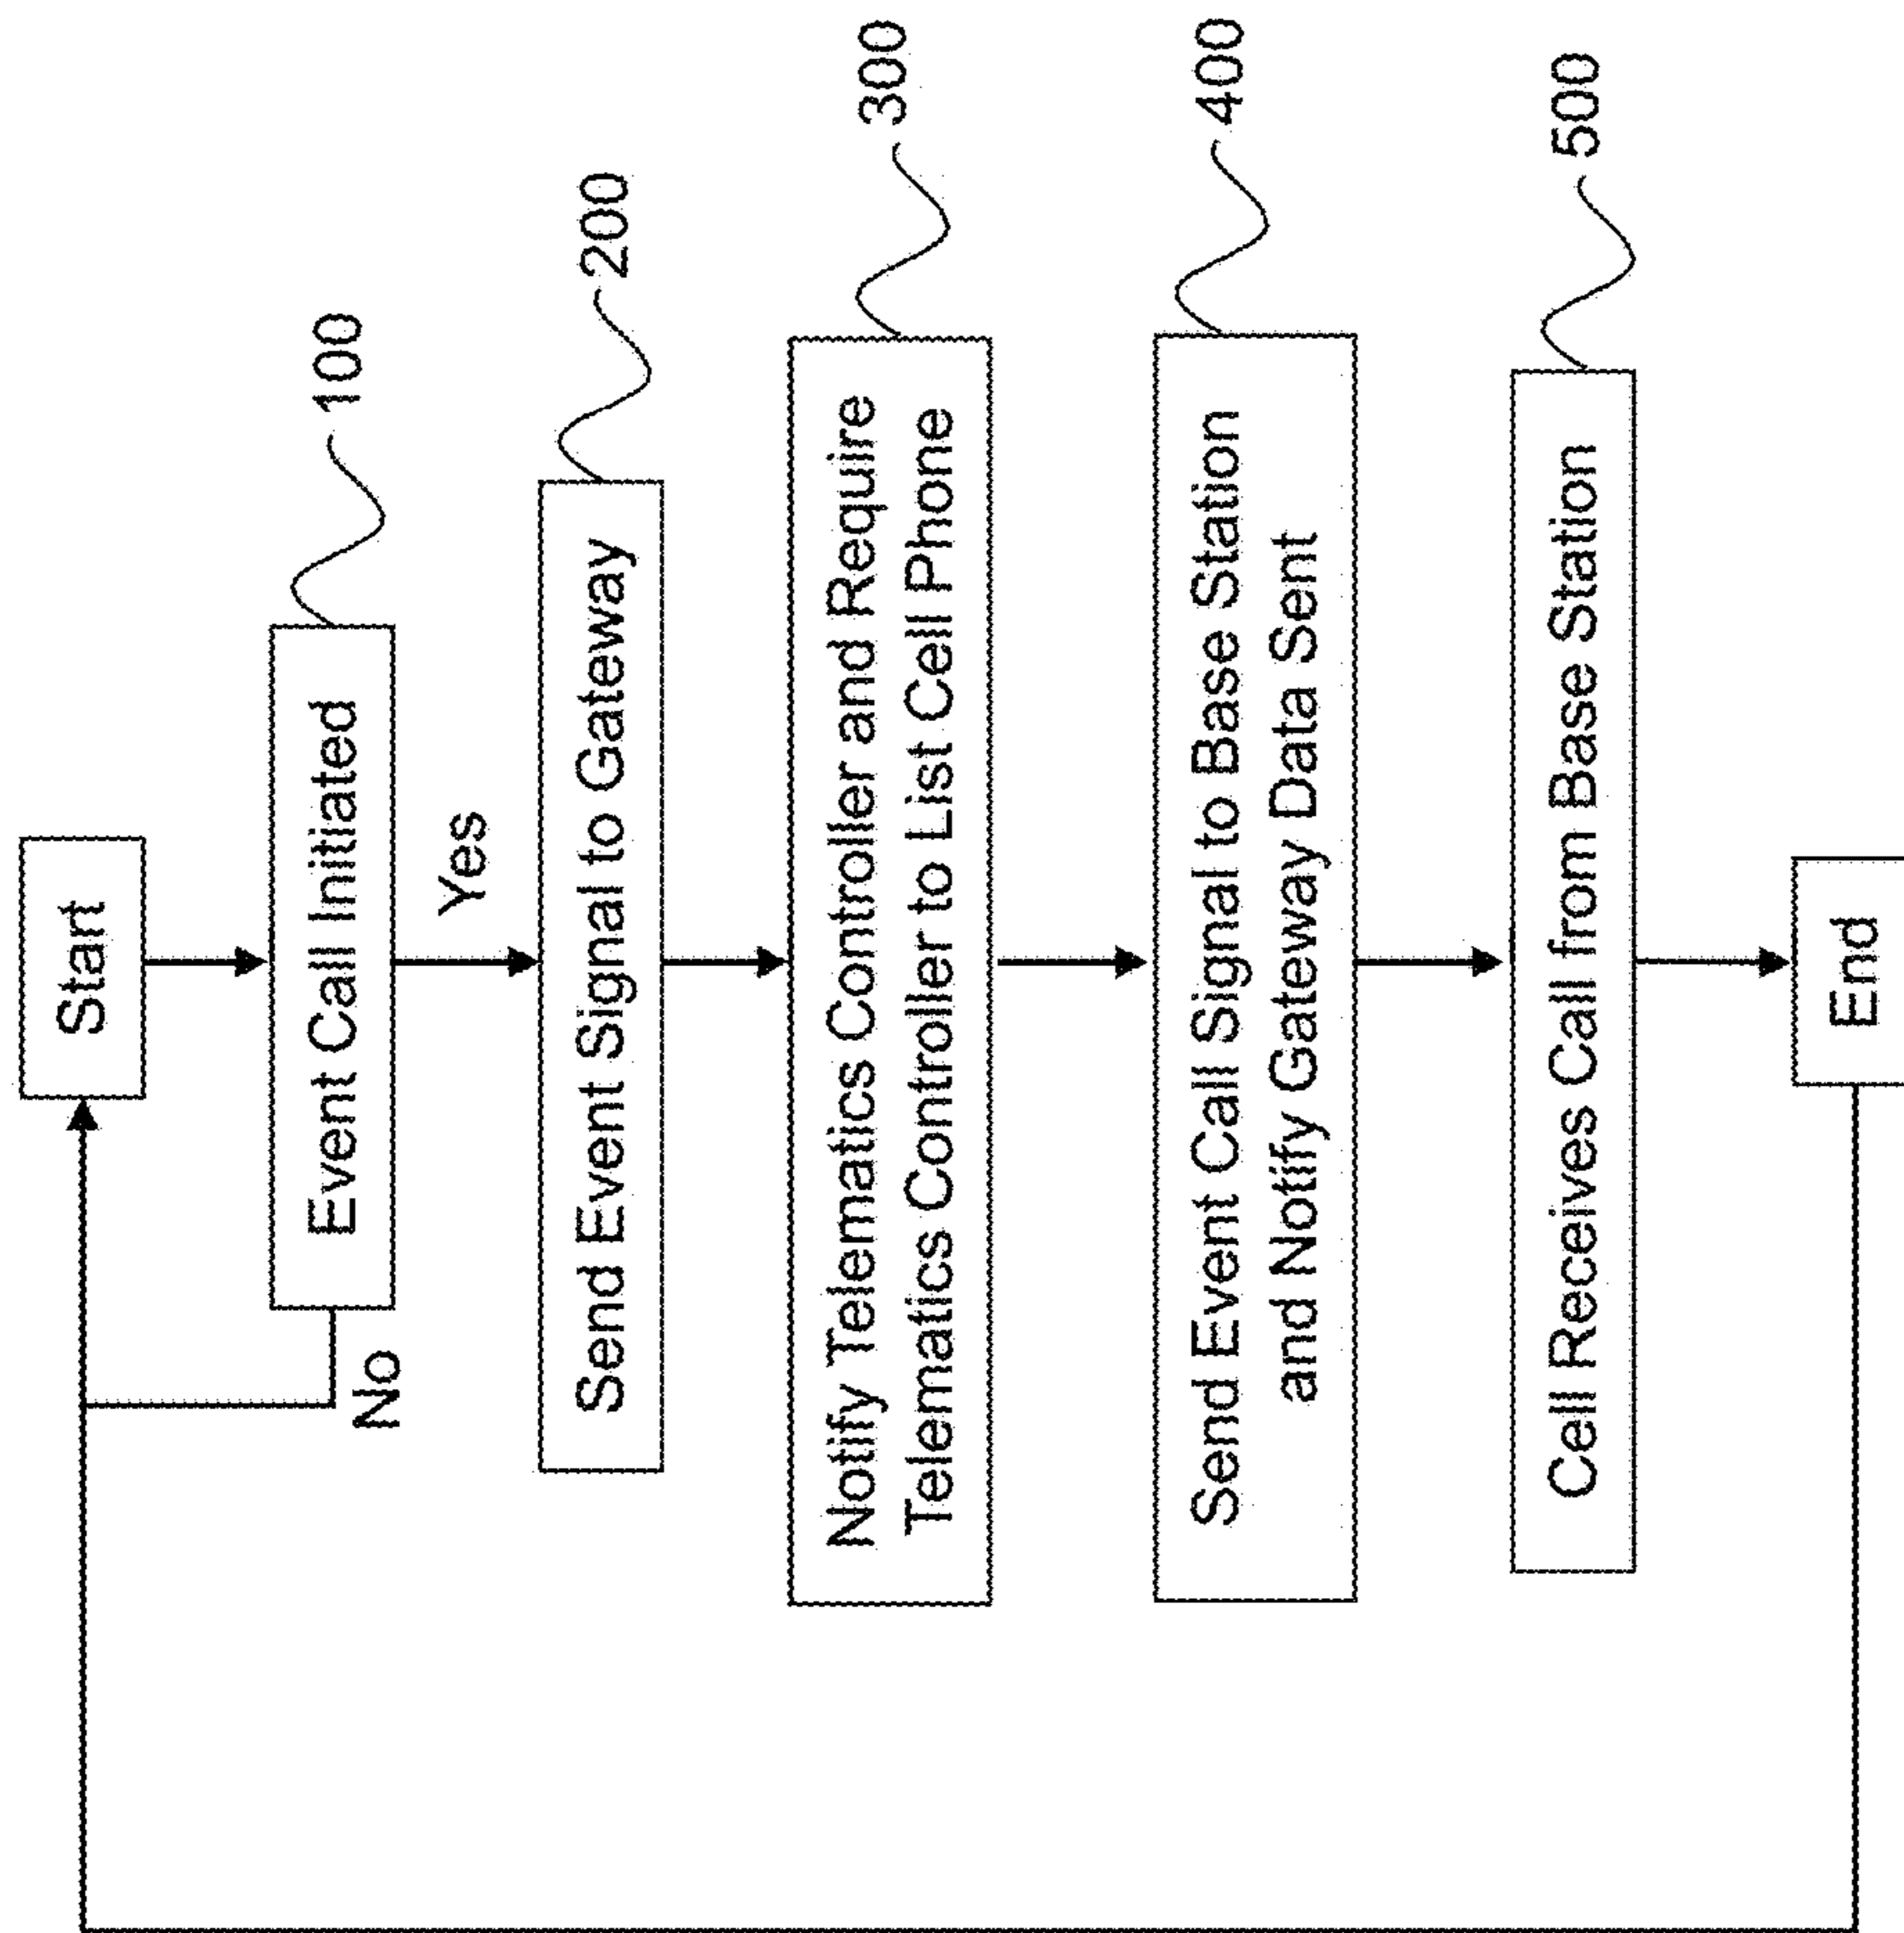 Start
Event Call Initiated
100
No
Yes
Send Event Signal to Gateway
200
Notify Telematics Controller and Require
Telematics Controller to List Cell Phone
300
Send Event Call Signal to Base Station
and Notify Gateway Data Sent
400
Cell Receives Call from Base Station
500
End